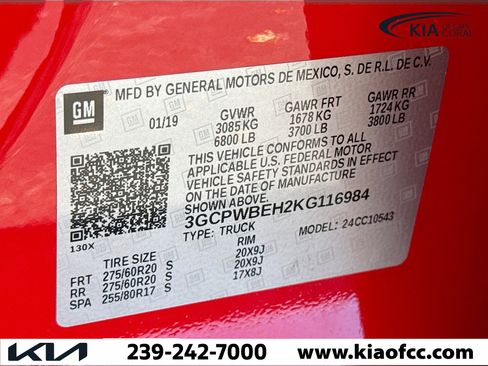 KIA OF CAPE CORAL
GM
MFD BY GENERAL MOTORS DE MEXICO, S. DE R.L. DE C.V.
01/19
GVWR GAWR FRT GAWR RR
3085 KG 1678 KG 1724 KG
6800 LB 3700 LB 3800 LB
THIS VEHICLE CONFORMS TO ALL
APPLICABLE U.S. FEDERAL MOTOR
VEHICLE SAFETY STANDARDS IN
EFFECT ON THE DATE OF
MANUFACTURE SHOWN ABOVE.
3GCPWBEH2KG116984
130X
TYPE: TRUCK MODEL: 24CC10543
TIRE SIZE RIM
FRT 275/60R20 S 20X9J
RR 275/60R20 S 20X9J
SPA 255/80R17 S 17X8J
KIA 239-242-7000 www.kiaofcc.com